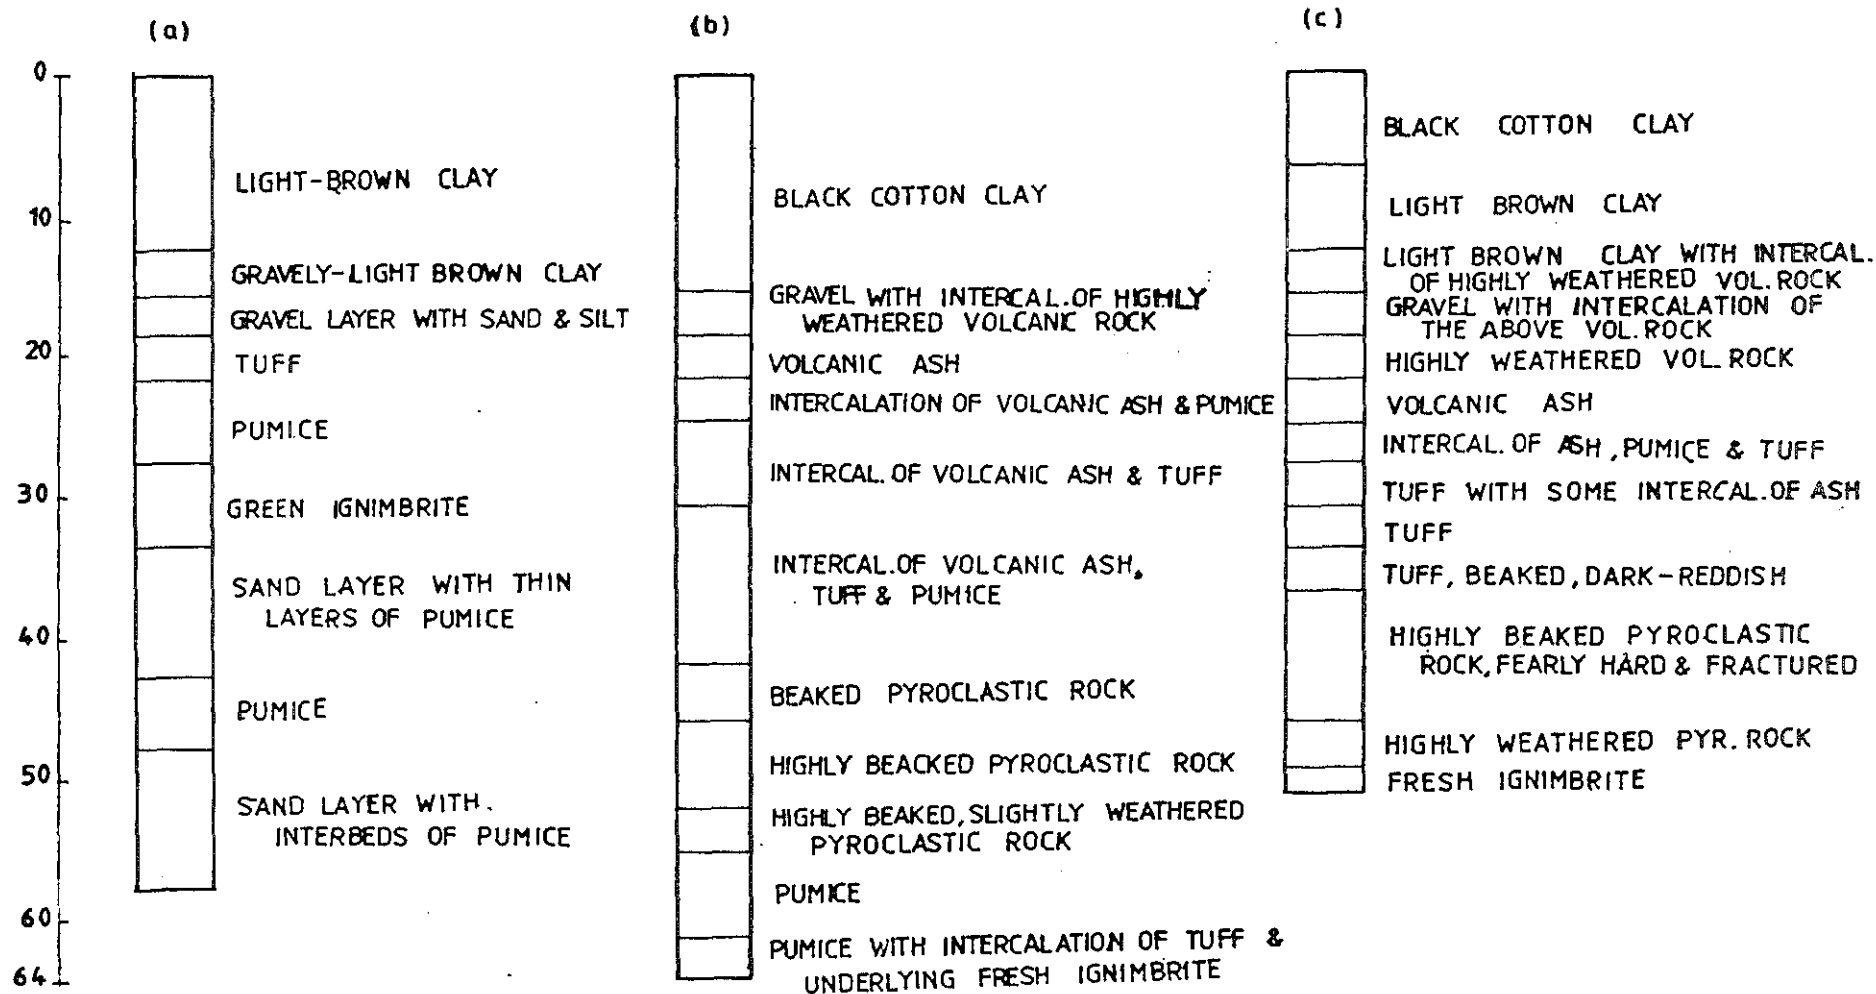 (a)
(b)
(c)
0
10
20
30
40
50
60
64
LIGHT-BROWN CLAY
GRAVELY-LIGHT BROWN CLAY
GRAVEL LAYER WITH SAND & SILT
TUFF
PUMICE
GREEN IGNIMBRITE
SAND LAYER WITH THIN
LAYERS OF PUMICE
PUMICE
SAND LAYER WITH.
INTERBEDS OF PUMICE
BLACK COTTON CLAY
GRAVEL WITH INTERCAL.OF HIGHLY
WEATHERED VOLCANIC ROCK
VOLCANIC ASH
INTERCALATION OF VOLCANIC ASH & PUMICE
INTERCAL.OF VOLCANIC ASH & TUFF
INTERCAL.OF VOLCANIC ASH,
TUFF & PUMICE
BEAKED PYROCLASTIC ROCK
HIGHLY BEACKED PYROCLASTIC ROCK
HIGHLY BEAKED, SLIGHTLY WEATHERED
PYROCLASTIC ROCK
PUMICE
PUMICE WITH INTERCALATION OF TUFF &
UNDERLYING FRESH IGNIMBRITE
BLACK COTTON CLAY
LIGHT BROWN CLAY
LIGHT BROWN CLAY WITH INTERCAL.
OF HIGHLY WEATHERED VOL.ROCK
GRAVEL WITH INTERCALATION OF
THE ABOVE VOL.ROCK
HIGHLY WEATHERED VOL.ROCK
VOLCANIC ASH
INTERCAL.OF ASH, PUMICE & TUFF
TUFF WITH SOME INTERCAL.OF ASH
TUFF
TUFF, BEAKED, DARK-REDDISH
HIGHLY BEAKED PYROCLASTIC
ROCK, FEARLY HARD & FRACTURED
HIGHLY WEATHERED PYR. ROCK
FRESH IGNIMBRITE